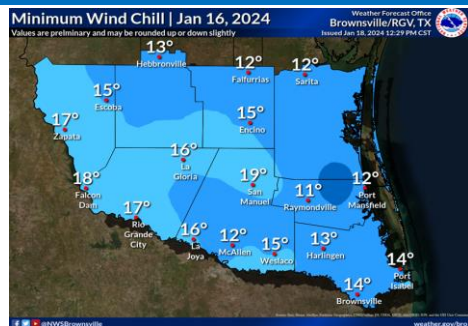 Minimum Wind Chill | Jan 16, 2024
Values are prelminary and may be rounded up or down slightly
Weather Forecast Office
Brownsville/RGV, TX
Issued Jan 18, 2024 12:29 PM CST
13°
Hebbronville
12°
Falfurrias
12°
Sarita
15°
Escoba
17°
Zapata
15°
Encino
16°
La
Gloria
18°
Falcon
Dam
19°
San
Manuel
11°
Raymondville
12°
Port
Mansfield
17°
Rio
Grande
City
16°
La
Joya
12°
McAllen
15°
Weslaco
13°
Harlingen
14°
Port
Isabel
14°
Brownsville
@NWSBrownsville
weather.gov/bro